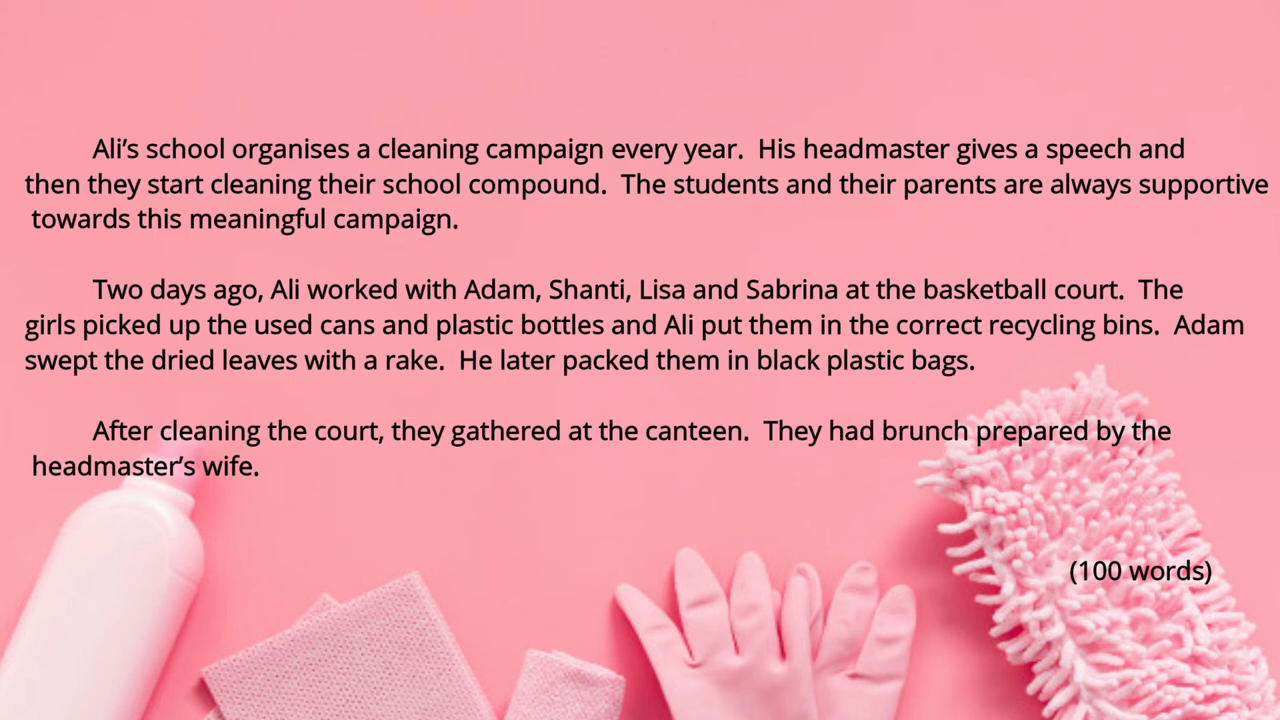 Ali’s school organises a cleaning campaign every year.  His headmaster gives a speech and
then they start cleaning their school compound.  The students and their parents are always supportive
towards this meaningful campaign.
Two days ago, Ali worked with Adam, Shanti, Lisa and Sabrina at the basketball court.  The
girls picked up the used cans and plastic bottles and Ali put them in the correct recycling bins.  Adam
swept the dried leaves with a rake.  He later packed them in black plastic bags.
After cleaning the court, they gathered at the canteen.  They had brunch prepared by the
headmaster’s wife.
(100 words)